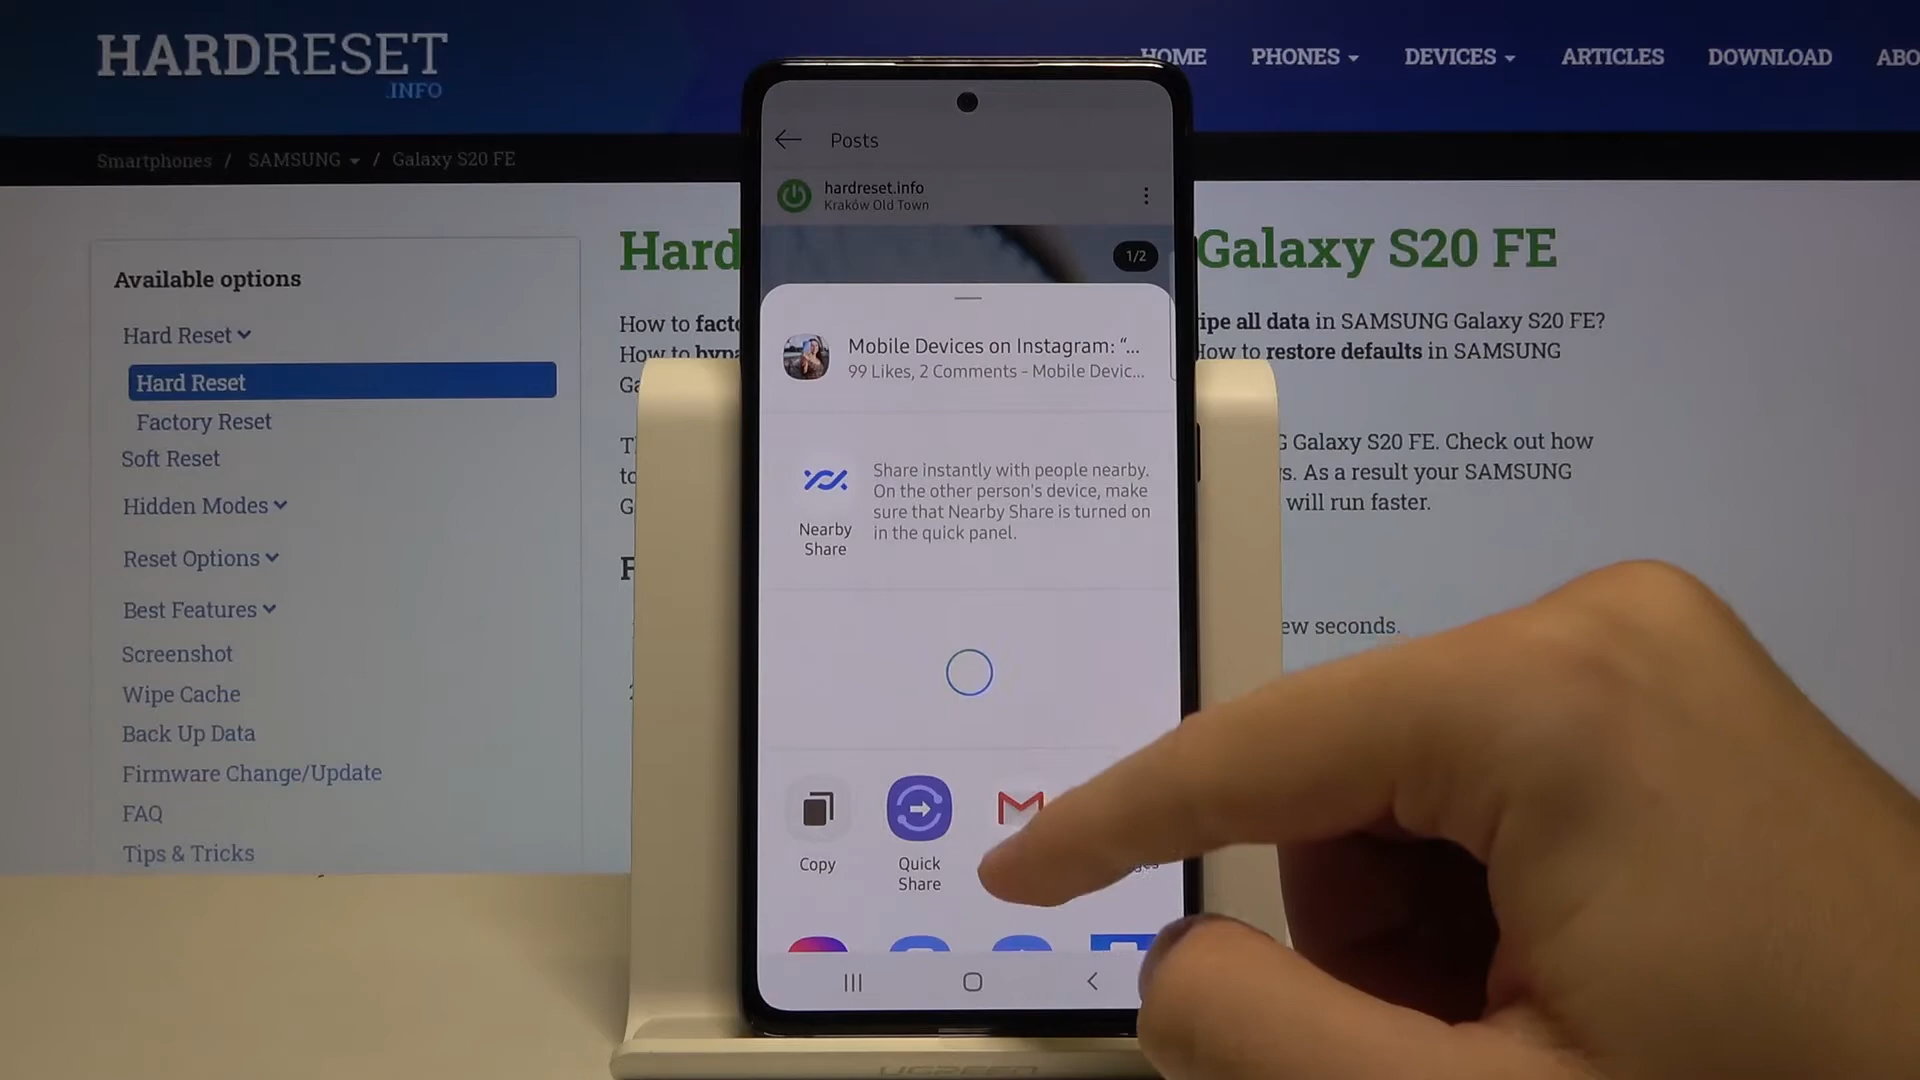 HARDRESET
.INFO
HOME PHONES DEVICES ARTICLES DOWNLOAD
Smartphones / SAMSUNG / Galaxy S20 FE
Available options
Hard Reset
Hard Reset
Factory Reset
Soft Reset
Hidden Modes
Reset Options
Best Features
Screenshot
Wipe Cache
Back Up Data
Firmware Change/Update
FAQ
Tips & Tricks
Hard
Galaxy S20 FE
How to
all data in SAMSUNG Galaxy S20 FE?
How to
How to restore defaults in SAMSUNG
Galaxy S20 FE. Check out how
As a result your SAMSUNG
will run faster.
seconds.
Posts
hardreset.info
Kraków Old Town
1/2
Mobile Devices on Instagram: “...
99 Likes, 2 Comments - Mobile Devic...
Nearby
Share
Share instantly with people nearby.
On the other person's device, make
sure that Nearby Share is turned on
in the quick panel.
Copy
Quick
Share
UGREEN